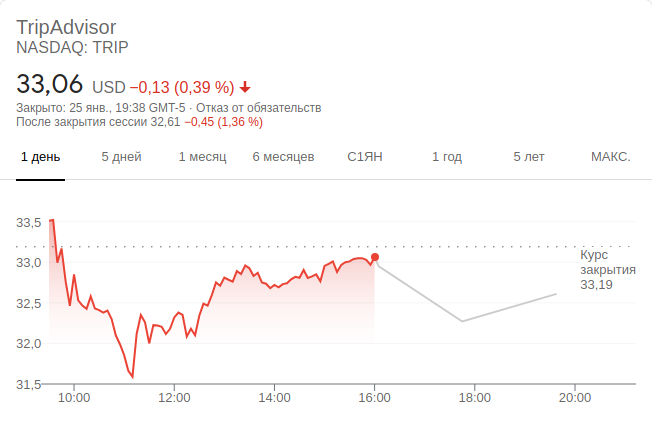 TripAdvisor
NASDAQ: TRIP
33,06 USD −0,13 (0,39 %)
Закрыто: 25 янв., 19:38 GMT-5 · Отказ от обязательств
После закрытия сессии 32,61 −0,45 (1,36 %)
1 день 5 дней 1 месяц 6 месяцев С1ЯН 1 год 5 лет МАКС.
33,5
33,0
32,5
32,0
31,5
Курс
закрытия
33,19
10:00 12:00 14:00 16:00 18:00 20:00